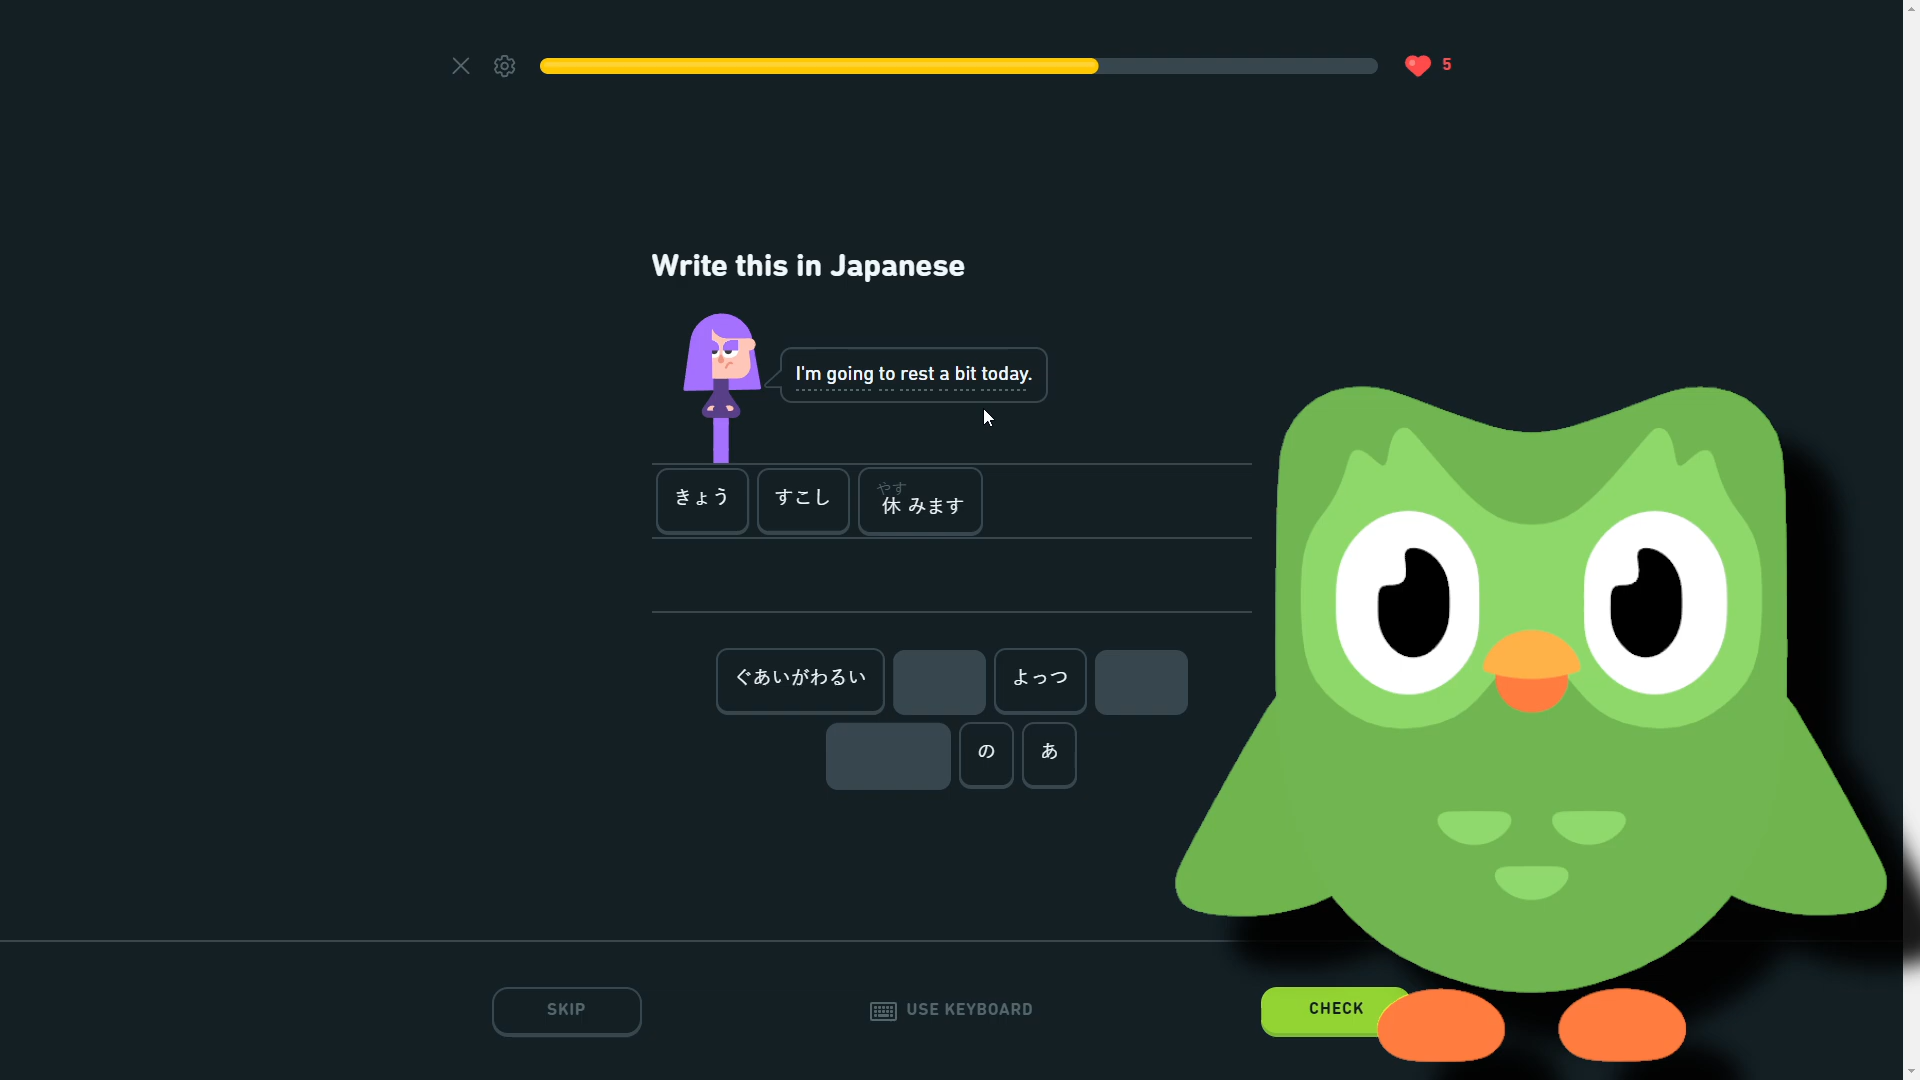 5
Write this in Japanese
I'm going to rest a bit today.
きょう すこし 休みます
やす
ぐあいがわるい よっつ
の あ
SKIP USE KEYBOARD CHECK